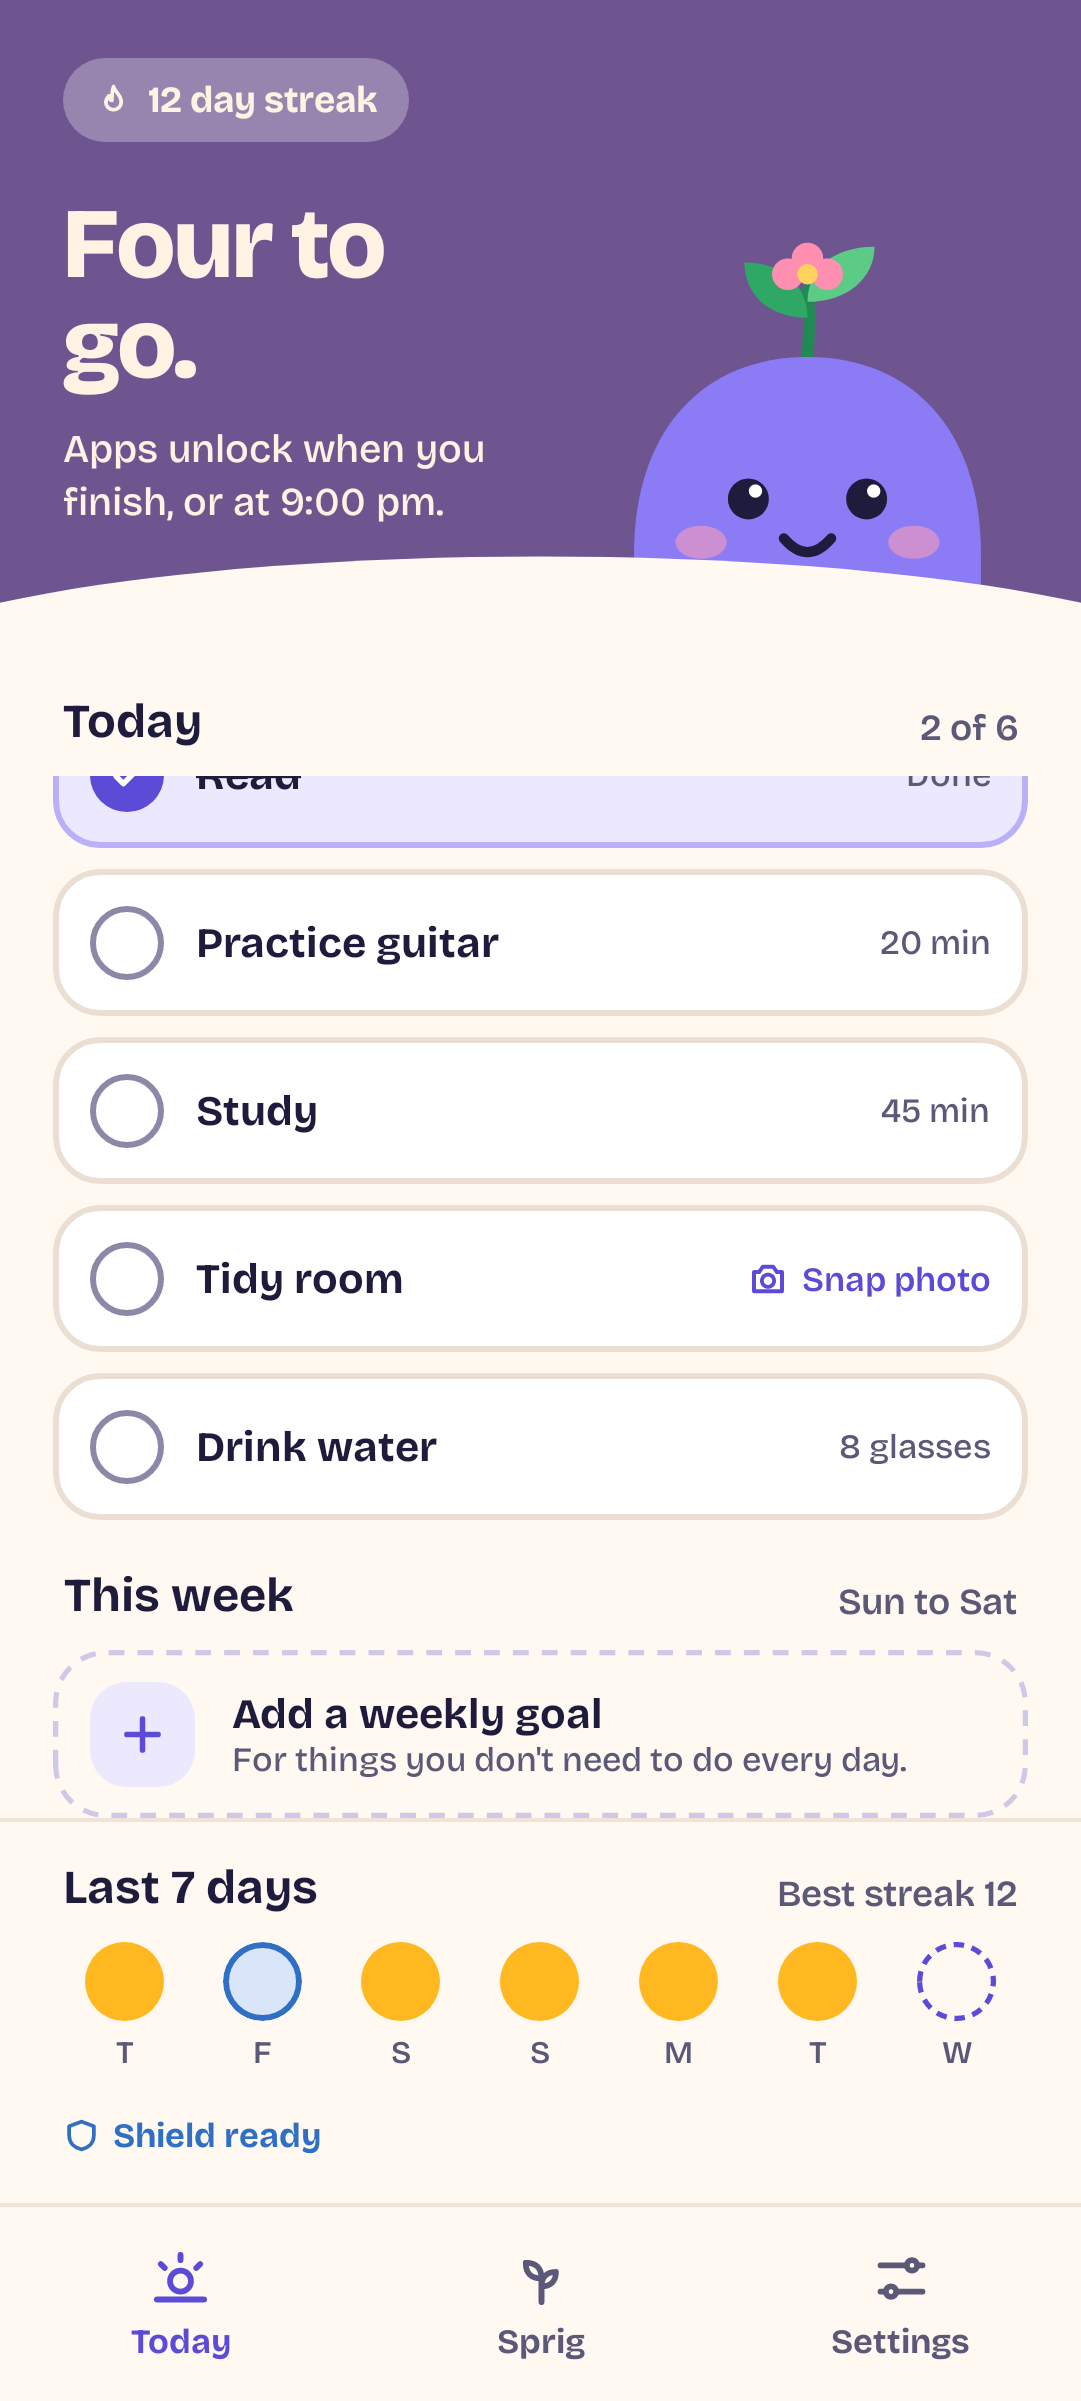 12 day streak
Four to
go.
Apps unlock when you
finish, or at 9:00 pm.
Today
2 of 6
Read
Done
Practice guitar
20 min
Study
45 min
Tidy room
Snap photo
Drink water
8 glasses
This week
Sun to Sat
Add a weekly goal
For things you don't need to do every day.
Last 7 days
Best streak 12
T F S S M T W
Shield ready
Today Sprig Settings